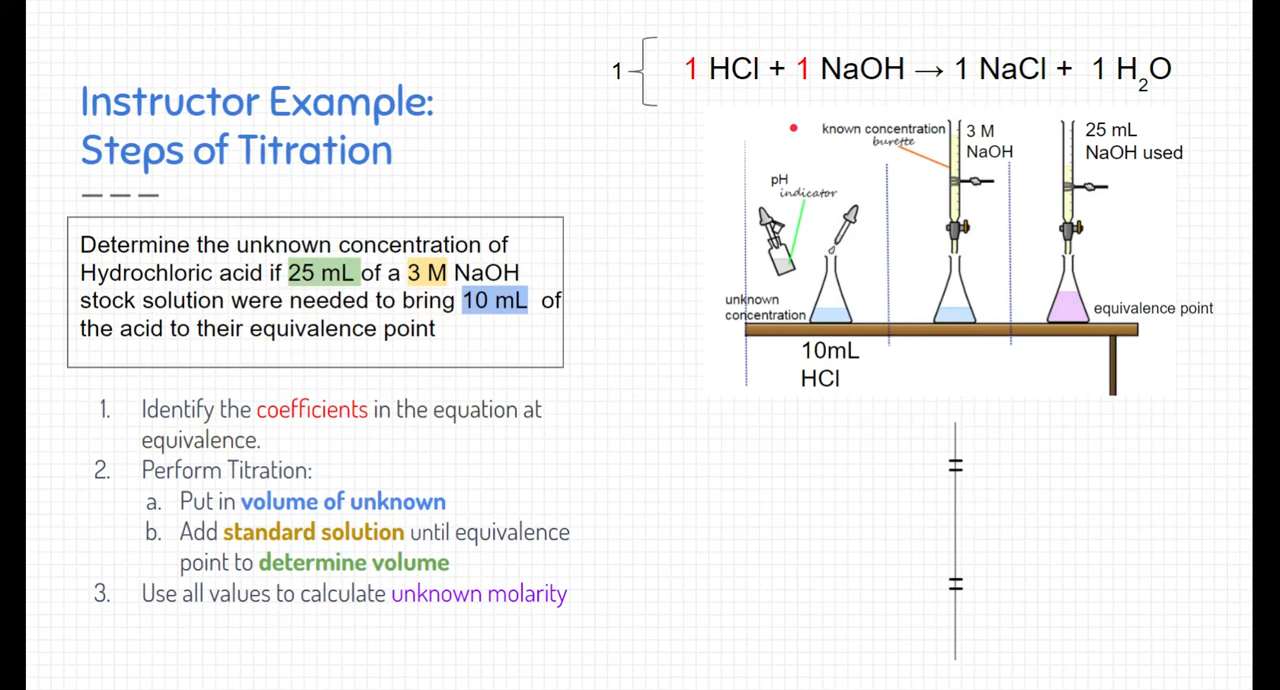 Instructor Example:
Steps of Titration
Determine the unknown concentration of
Hydrochloric acid if 25 mL of a 3 M NaOH
stock solution were needed to bring 10 mL of
the acid to their equivalence point
1. Identify the coefficients in the equation at
equivalence.
2. Perform Titration:
a. Put in volume of unknown
b. Add standard solution until equivalence
point to determine volume
3. Use all values to calculate unknown molarity
1
1 HCl + 1 NaOH → 1 NaCl + 1 H₂O
known concentration
burette
3 M
NaOH
25 mL
NaOH used
pH
indicator
unknown
concentration
equivalence point
10mL
HCl
=
=